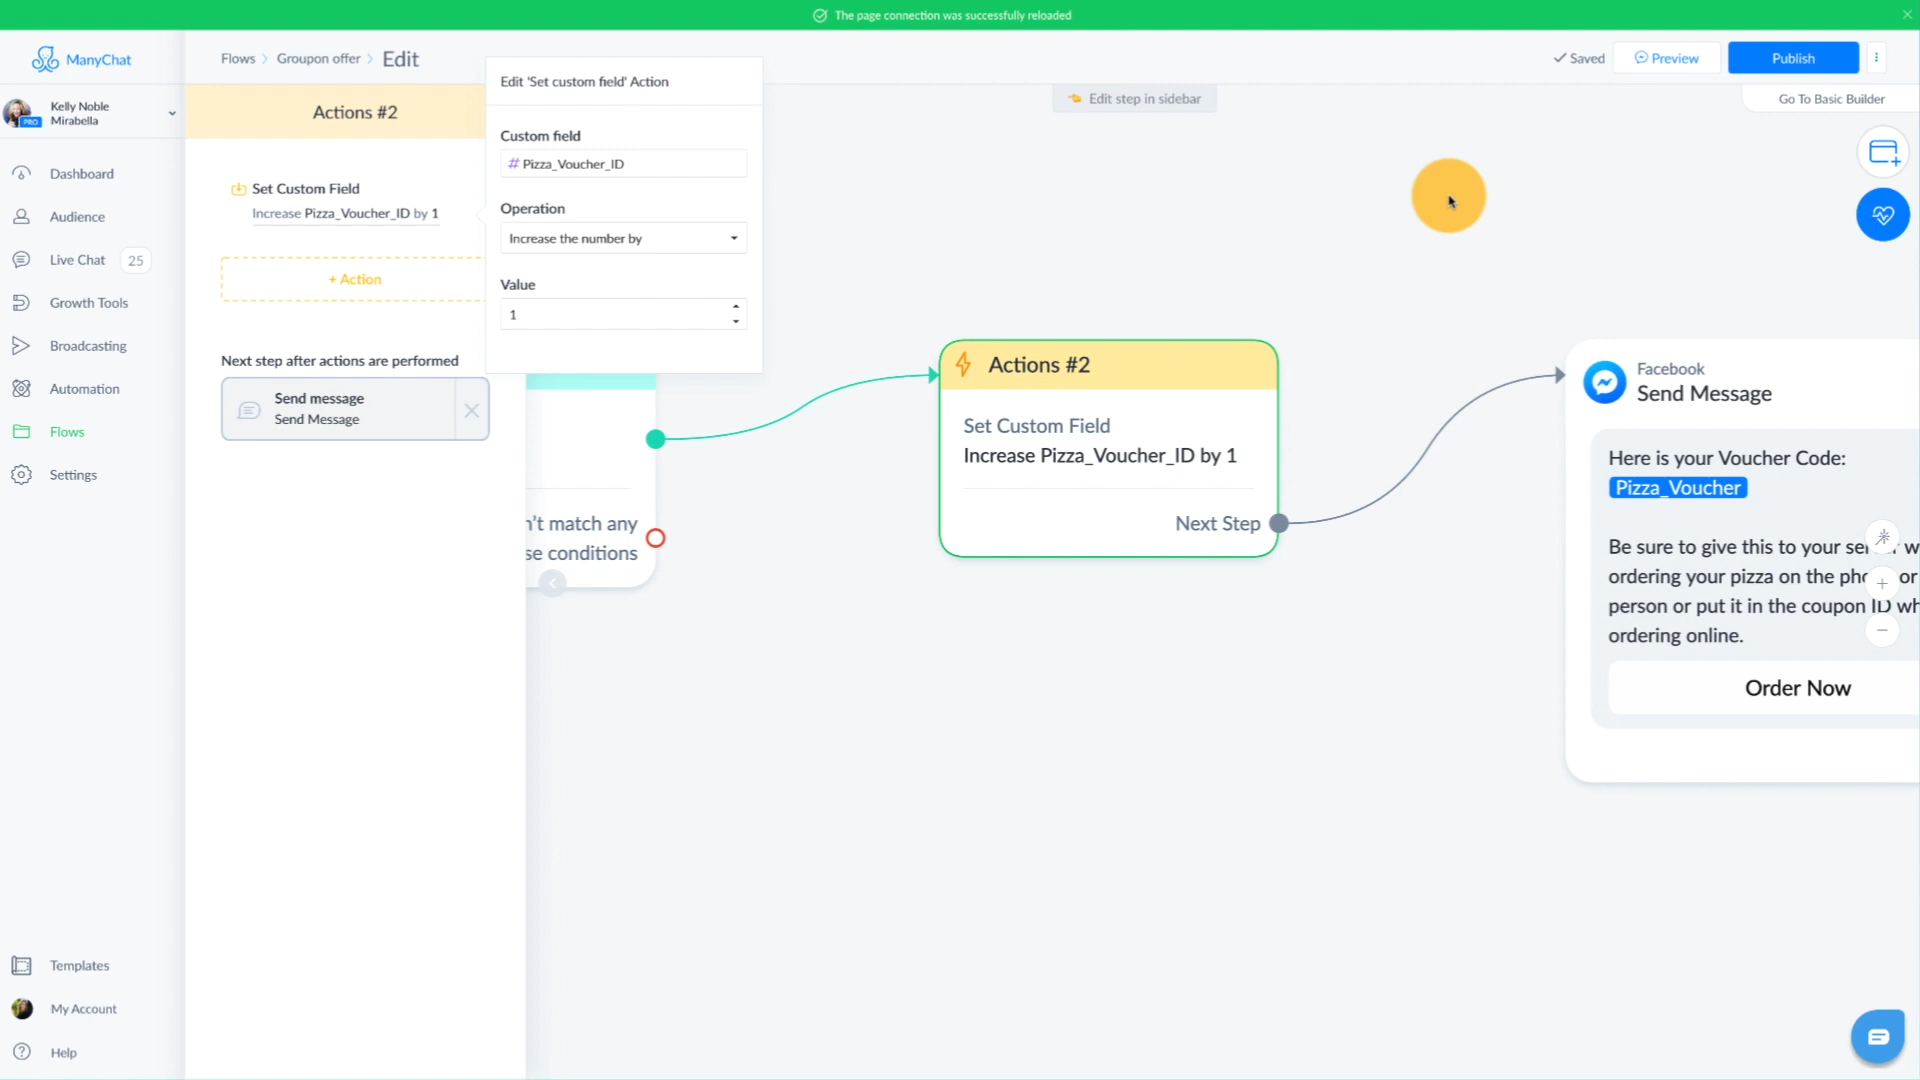 The page connection was successfully reloaded
ManyChat
Flows
Groupon offer
Edit
Saved
Preview
Publish
Kelly Noble
Mirabella
PRO
Actions #2
Edit 'Set custom field' Action
Edit step in sidebar
Go To Basic Builder
Dashboard
Audience
Live Chat
25
Growth Tools
Broadcasting
Automation
Flows
Settings
Templates
My Account
Help
Set Custom Field
Increase Pizza_Voucher_ID by 1
+ Action
Next step after actions are performed
Send message
Send Message
Custom field
# Pizza_Voucher_ID
Operation
Increase the number by
Value
1
n't match any
se conditions
Actions #2
Set Custom Field
Increase Pizza_Voucher_ID by 1
Next Step
Facebook
Send Message
Here is your Voucher Code:
Pizza_Voucher
Be sure to give this to your
ordering your pizza on the or
person or put it in the coupon ID wh
ordering online.
Order Now